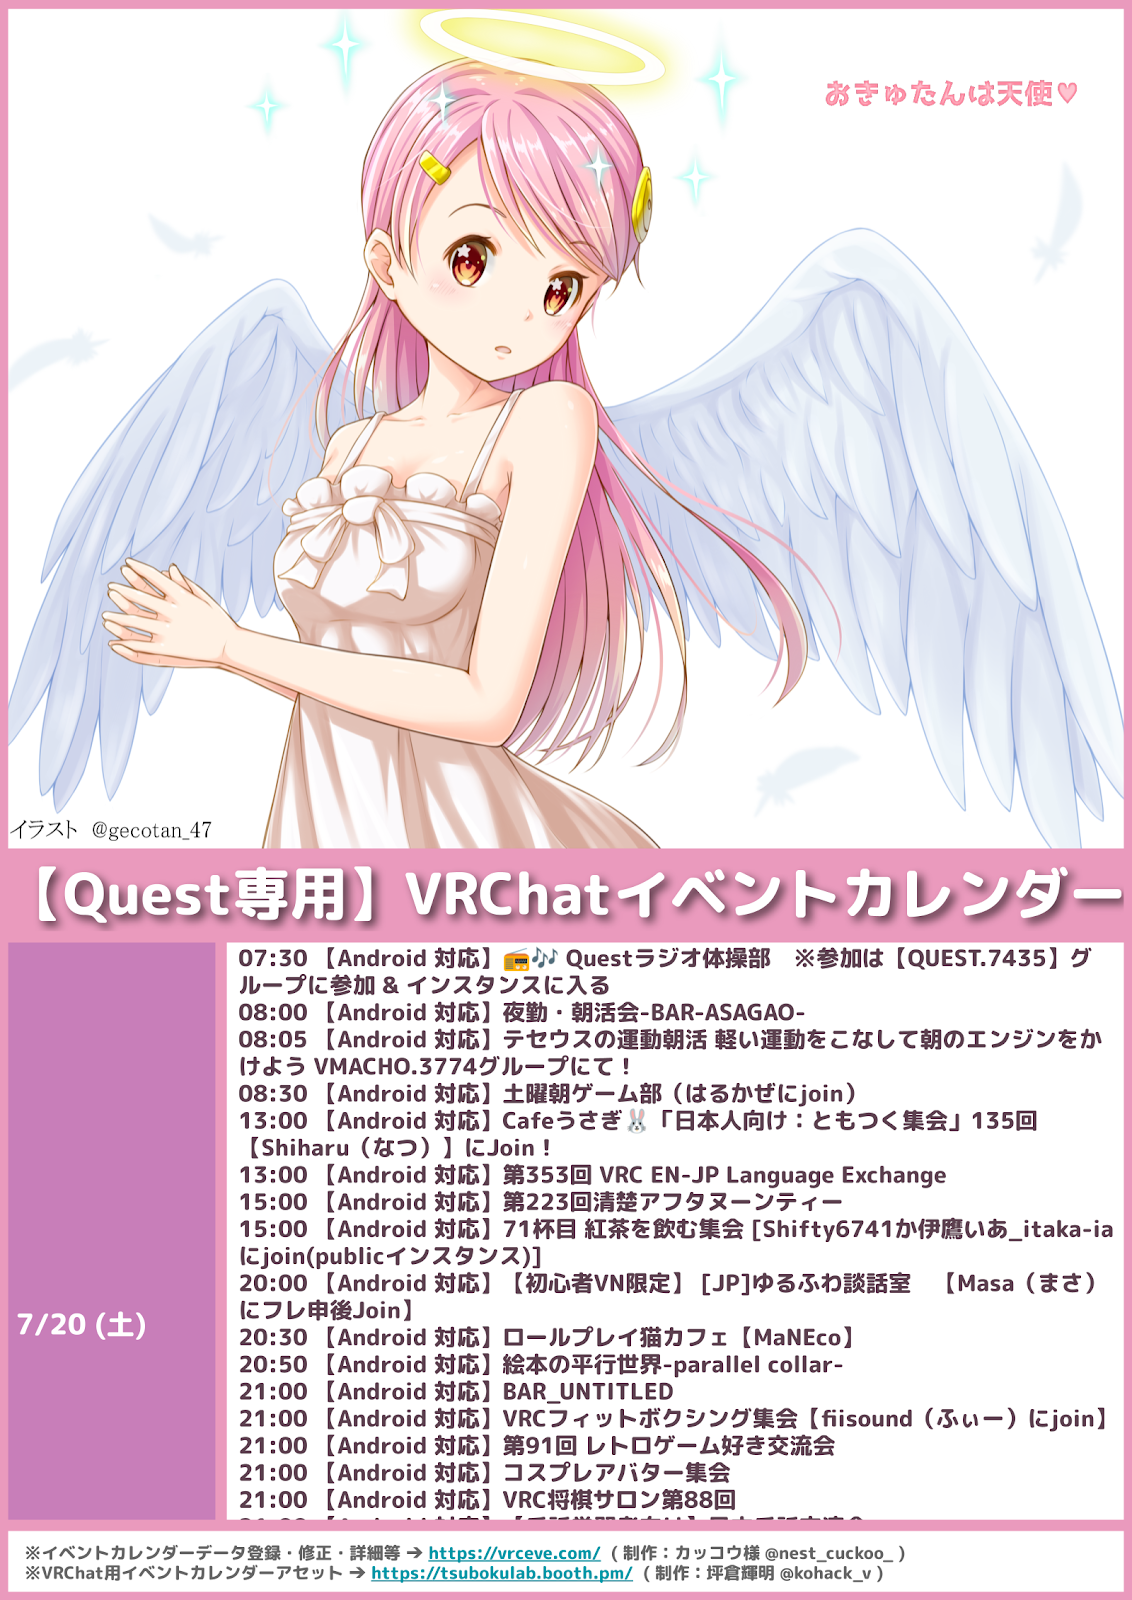 おきゅたんは天使♥
イラスト @gecotan_47
【Quest専用】VRChatイベントカレンダー
7/20 (土)
07:30 【Android 対応】📻🎶 Questラジオ体操部　※参加は【QUEST.7435】グ
ループに参加 & インスタンスに入る
08:00 【Android 対応】夜勤・朝活会-BAR-ASAGAO-
08:05 【Android 対応】テセウスの運動朝活 軽い運動をこなして朝のエンジンをか
けよう VMACHO.3774グループにて！
08:30 【Android 対応】土曜朝ゲーム部（はるかぜにjoin）
13:00 【Android 対応】Cafeうさぎ🐰「日本人向け：ともつく集会」135回
【Shiharu（なつ）】にJoin！
13:00 【Android 対応】第353回 VRC EN-JP Language Exchange
15:00 【Android 対応】第223回清楚アフタヌーンティー
15:00 【Android 対応】71杯目 紅茶を飲む集会 [Shifty6741か伊鷹いあ_itaka-ia
にjoin(publicインスタンス)]
20:00 【Android 対応】【初心者VN限定】 [JP]ゆるふわ談話室　【Masa（まさ）
にフレ申後Join】
20:30 【Android 対応】ロールプレイ猫カフェ【MaNEco】
20:50 【Android 対応】絵本の平行世界-parallel collar-
21:00 【Android 対応】BAR_UNTITLED
21:00 【Android 対応】VRCフィットボクシング集会【fiisound（ふぃー）にjoin】
21:00 【Android 対応】第91回 レトロゲーム好き交流会
21:00 【Android 対応】コスプレアバター集会
21:00 【Android 対応】VRC将棋サロン第88回
※イベントカレンダーデータ登録・修正・詳細等 ➔ https://vrceve.com/ ( 制作：カッコウ様 @nest_cuckoo_ )
※VRChat用イベントカレンダーアセット ➔ https://tsubokulab.booth.pm/ ( 制作：坪倉輝明 @kohack_v )